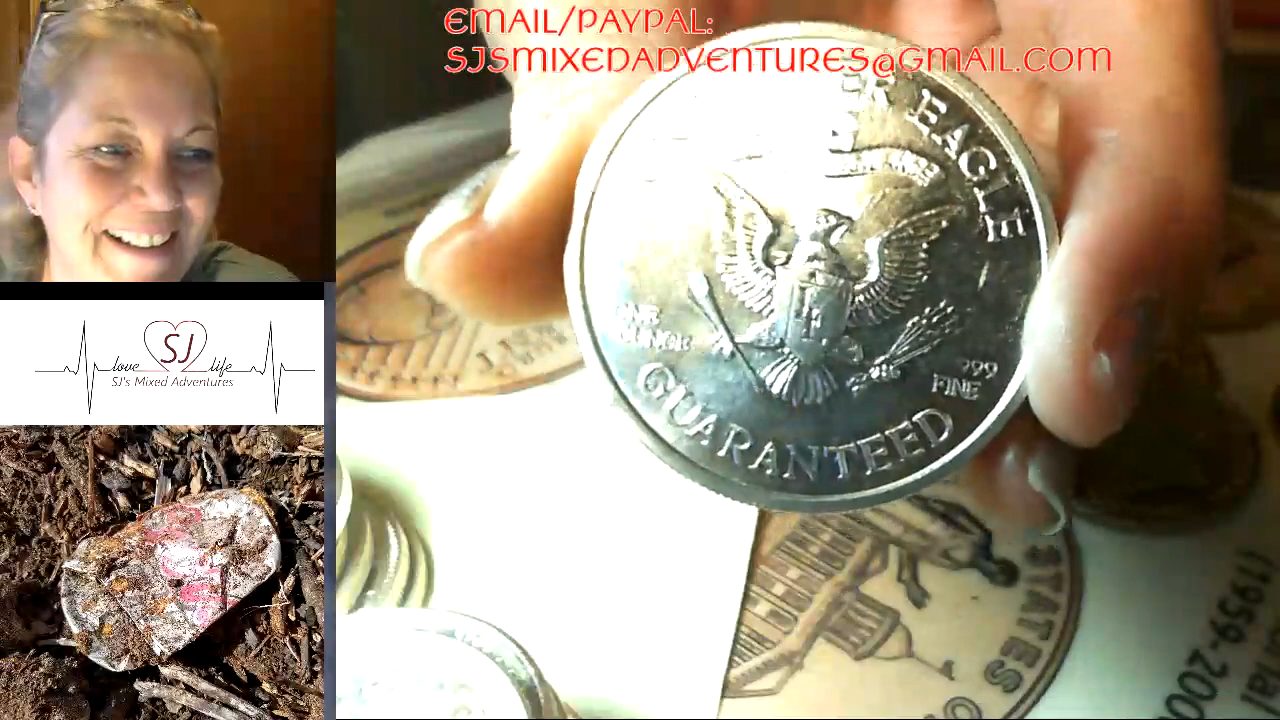 EMAIL/PAYPAL:
SJSMIXEDADVENTURES@GMAIL.COM
EAGLE
999
FINE
GUARANTEED
love SJ life
SJ's Mixed Adventures
STATES O
(1959-200